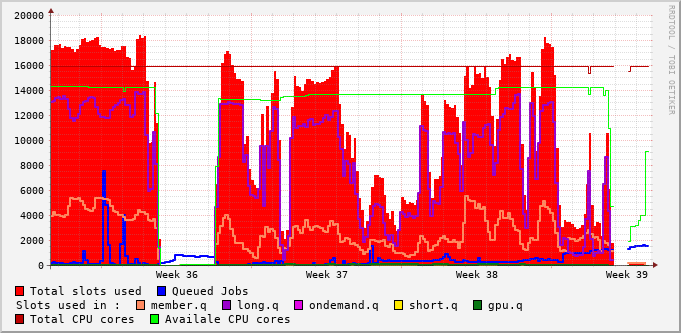 20000
18000
16000
14000
12000
10000
8000
6000
4000
2000
0
Week 36 Week 37 Week 38 Week 39
RRDTOOL / TOBI OETIKER
Total slots used Queued Jobs
Slots used in : member.q long.q ondemand.q short.q gpu.q
Total CPU cores Availale CPU cores